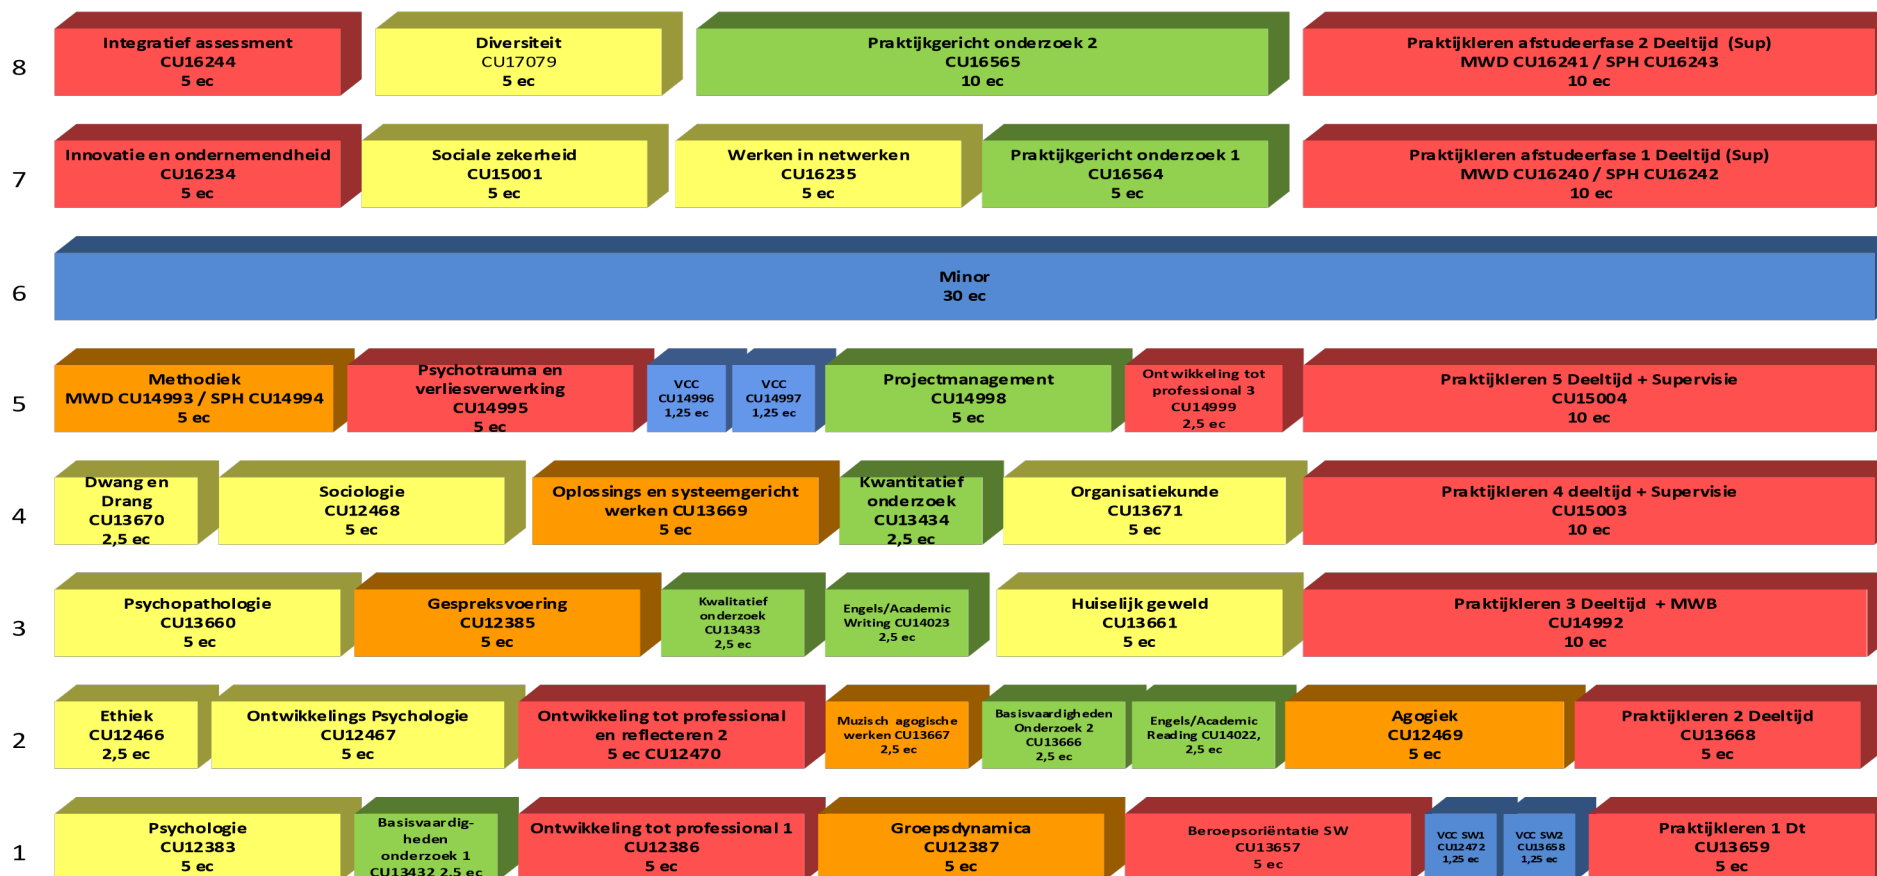 8
Integratief assessment
CU16244
5 ec
Diversiteit
CU17079
5 ec
Praktijkgericht onderzoek 2
CU16565
10 ec
Praktijkleren afstudeerfase 2 Deeltijd (Sup)
MWD CU16241 / SPH CU16243
10 ec
7
Innovatie en ondernemendheid
CU16234
5 ec
Sociale zekerheid
CU15001
5 ec
Werken in netwerken
CU16235
5 ec
Praktijkgericht onderzoek 1
CU16564
5 ec
Praktijkleren afstudeerfase 1 Deeltijd (Sup)
MWD CU16240 / SPH CU16242
10 ec
6
Minor
30 ec
5
Methodiek
MWD CU14993 / SPH CU14994
5 ec
Psychotrauma en
verliesverwerking
CU14995
5 ec
VCC
CU14996
1,25 ec
VCC
CU14997
1,25 ec
Projectmanagement
CU14998
5 ec
Ontwikkeling tot
professional 3
CU14999
2,5 ec
Praktijkleren 5 Deeltijd + Supervisie
CU15004
10 ec
4
Dwang en
Drang
CU13670
2,5 ec
Sociologie
CU12468
5 ec
Oplossings en systeemgericht
werken CU13669
5 ec
Kwantitatief
onderzoek
CU13434
2,5 ec
Organisatiekunde
CU13671
5 ec
Praktijkleren 4 deeltijd + Supervisie
CU15003
10 ec
3
Psychopathologie
CU13660
5 ec
Gespreksvoering
CU12385
5 ec
Kwalitatief
onderzoek
CU13433
2,5 ec
Engels/Academic
Writing CU14023
2,5 ec
Huiselijk geweld
CU13661
5 ec
Praktijkleren 3 Deeltijd + MWB
CU14992
10 ec
2
Ethiek
CU12466
2,5 ec
Ontwikkelings Psychologie
CU12467
5 ec
Ontwikkeling tot professional
en reflecteren 2
5 ec CU12470
Muzisch agogische
werken CU13667
2,5 ec
Basisvaardigheden
Onderzoek 2
CU13666
2,5 ec
Engels/Academic
Reading CU14022,
2,5 ec
Agogiek
CU12469
5 ec
Praktijkleren 2 Deeltijd
CU13668
5 ec
1
Psychologie
CU12383
5 ec
Basisvaardig-
heden
onderzoek 1
CU13432 2,5 ec
Ontwikkeling tot professional 1
CU12386
5 ec
Groepsdynamica
CU12387
5 ec
Beroepsoriëntatie SW
CU13657
5 ec
VCC SW1
CU12472
1,25 ec
VCC SW2
CU13658
1,25 ec
Praktijkleren 1 Dt
CU13659
5 ec